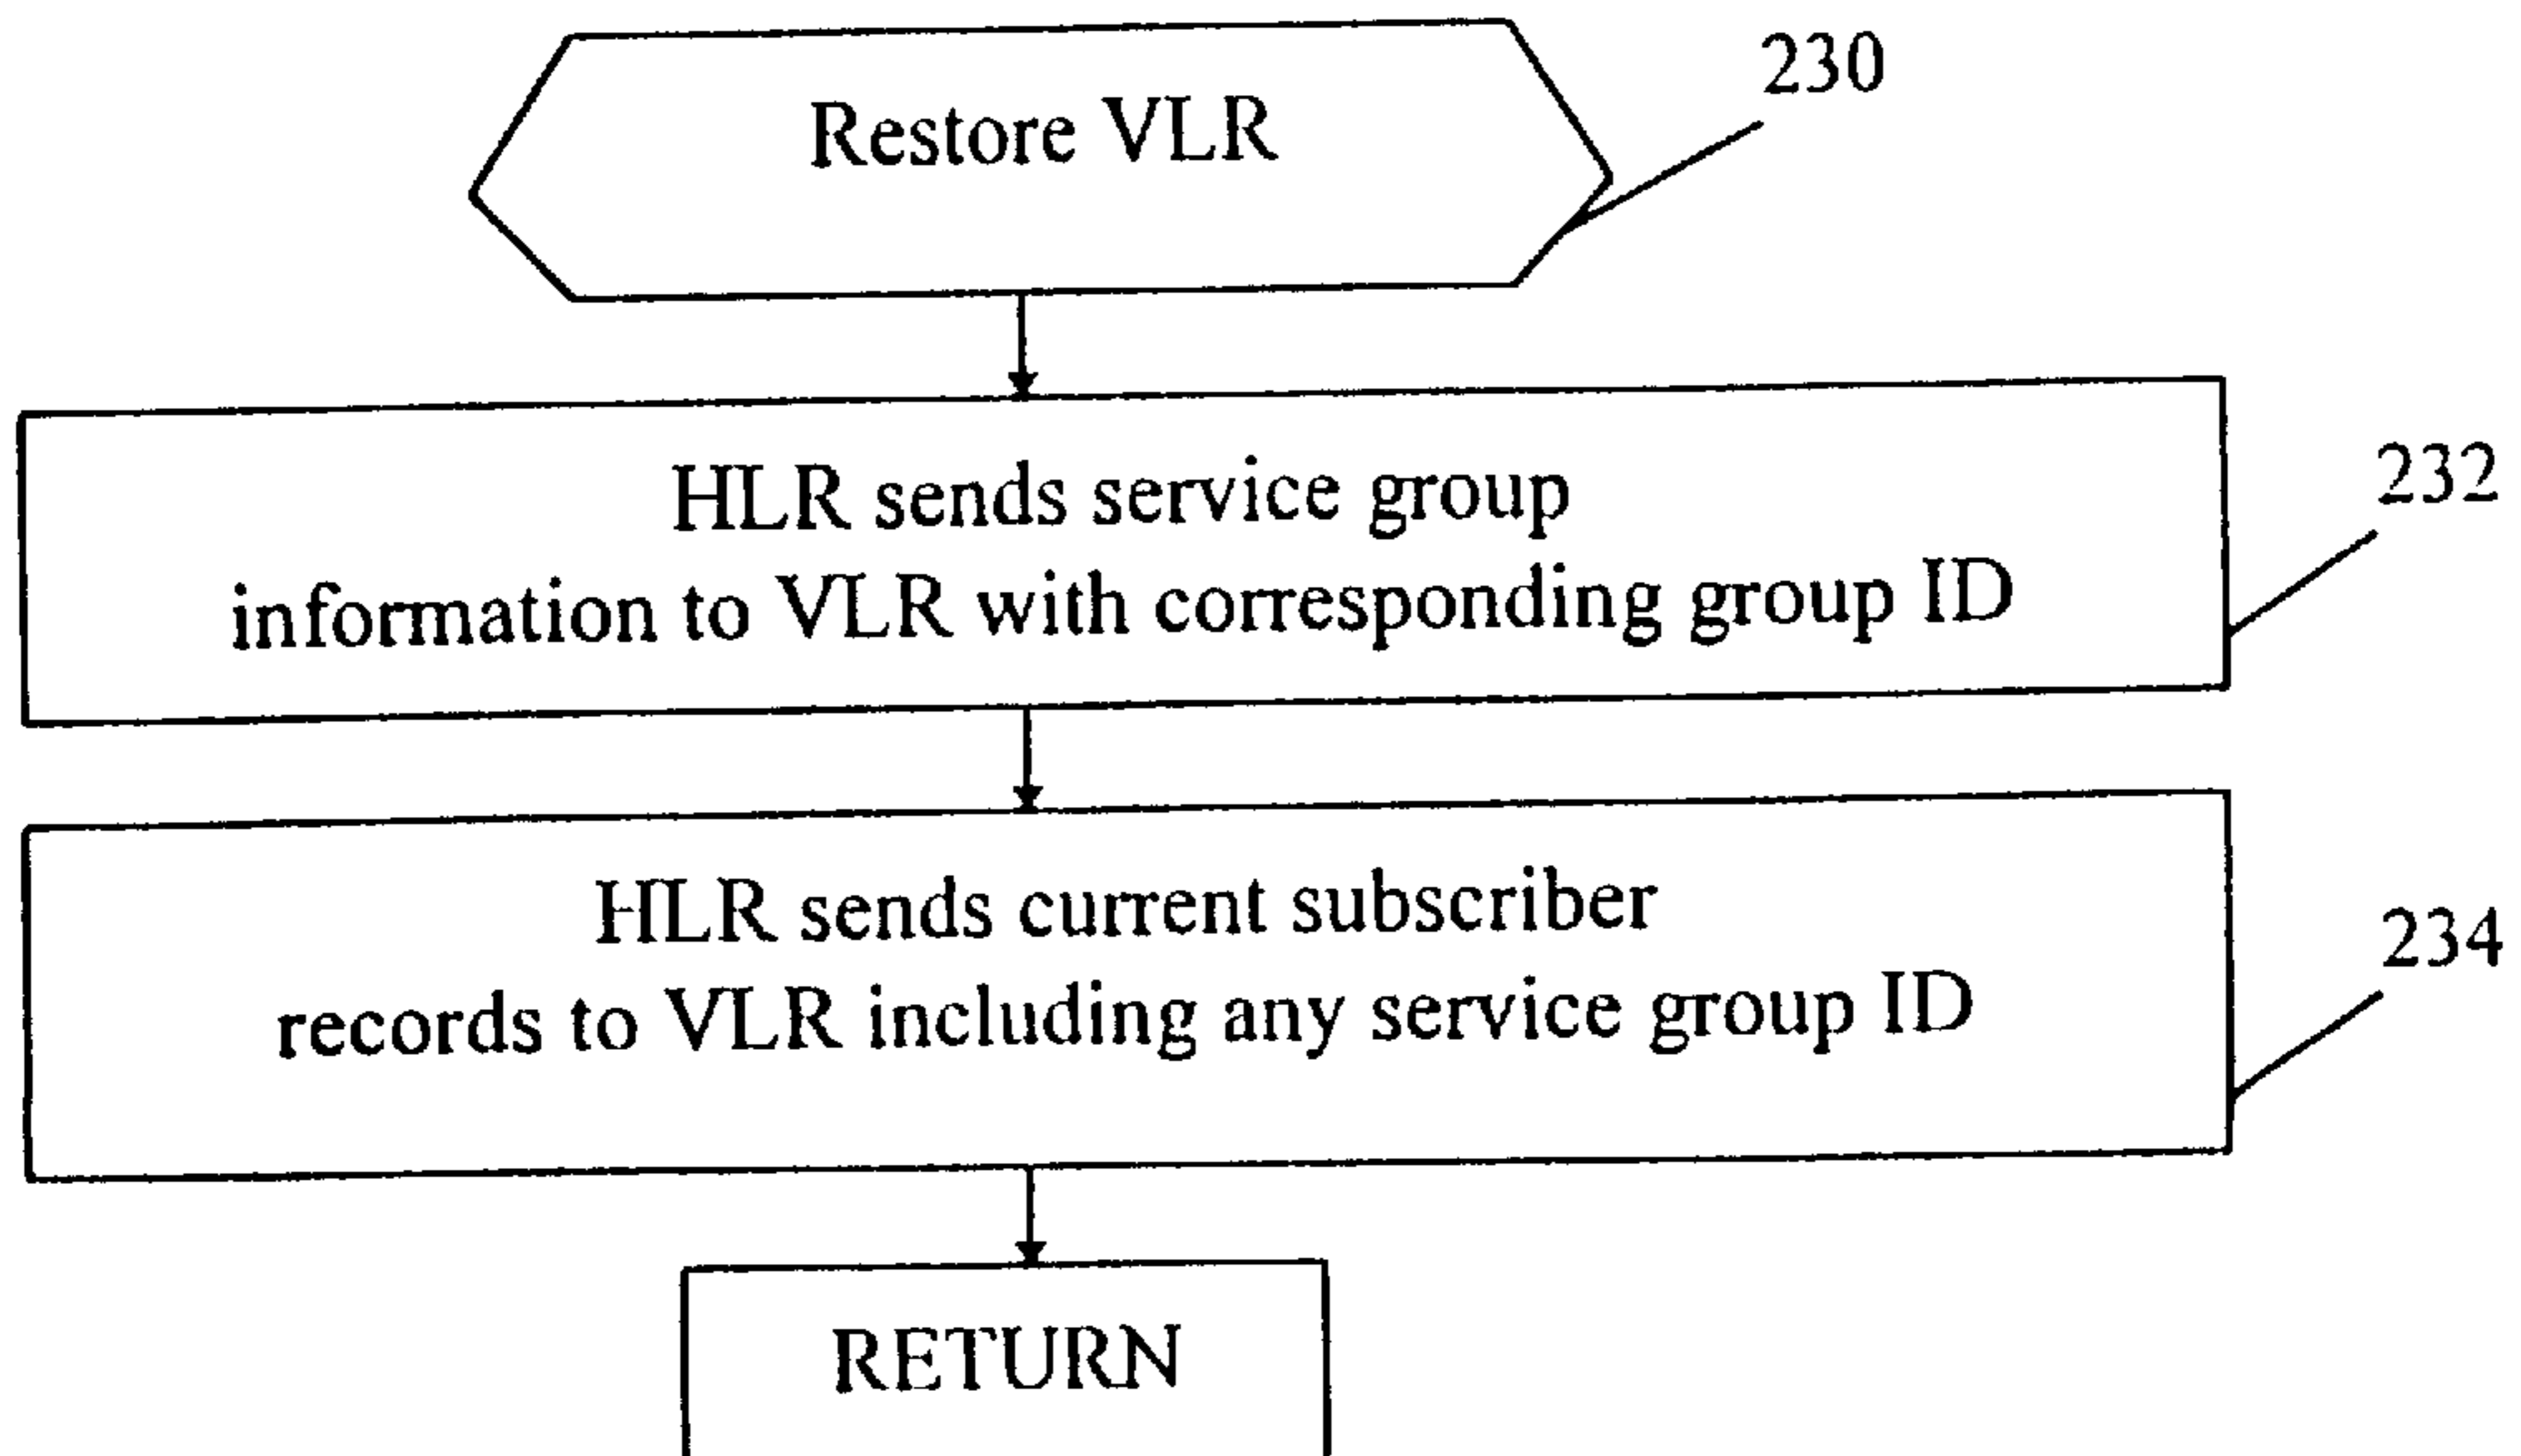 Restore VLR
230
HLR sends service group
information to VLR with corresponding group ID
232
HLR sends current subscriber
records to VLR including any service group ID
234
RETURN